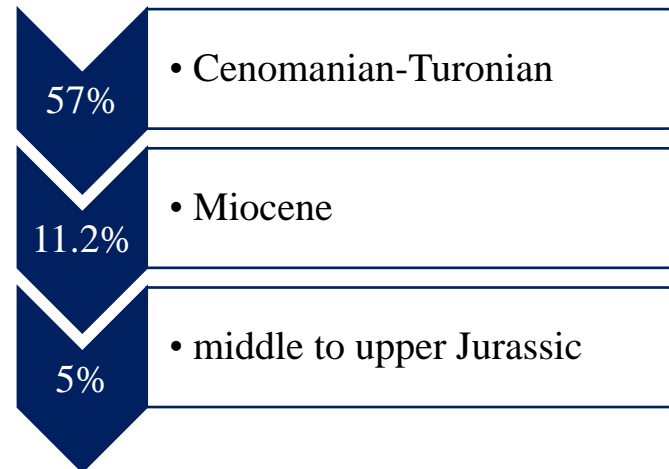 57%
• Cenomanian-Turonian
11.2%
• Miocene
5%
• middle to upper Jurassic